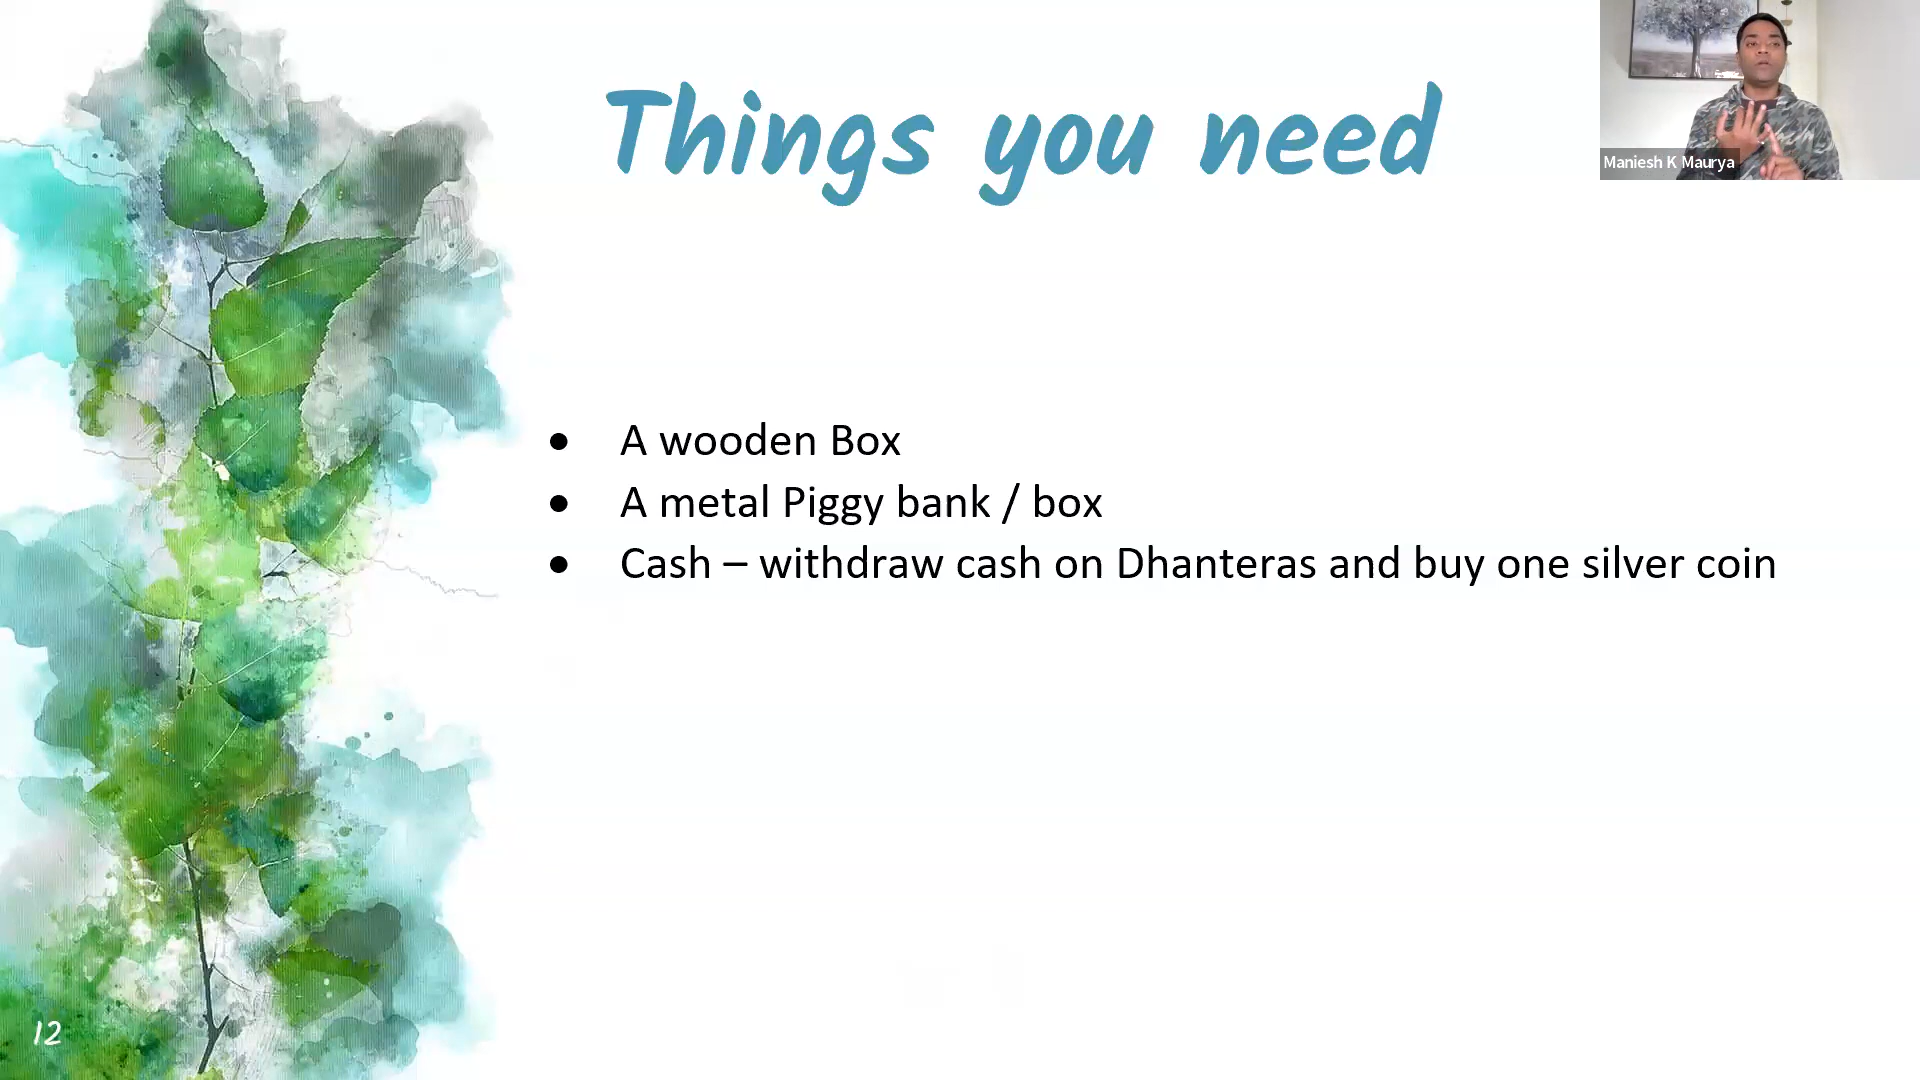 Things you need
Maniesh K Maurya
• A wooden Box
• A metal Piggy bank / box
• Cash – withdraw cash on Dhanteras and buy one silver coin
12